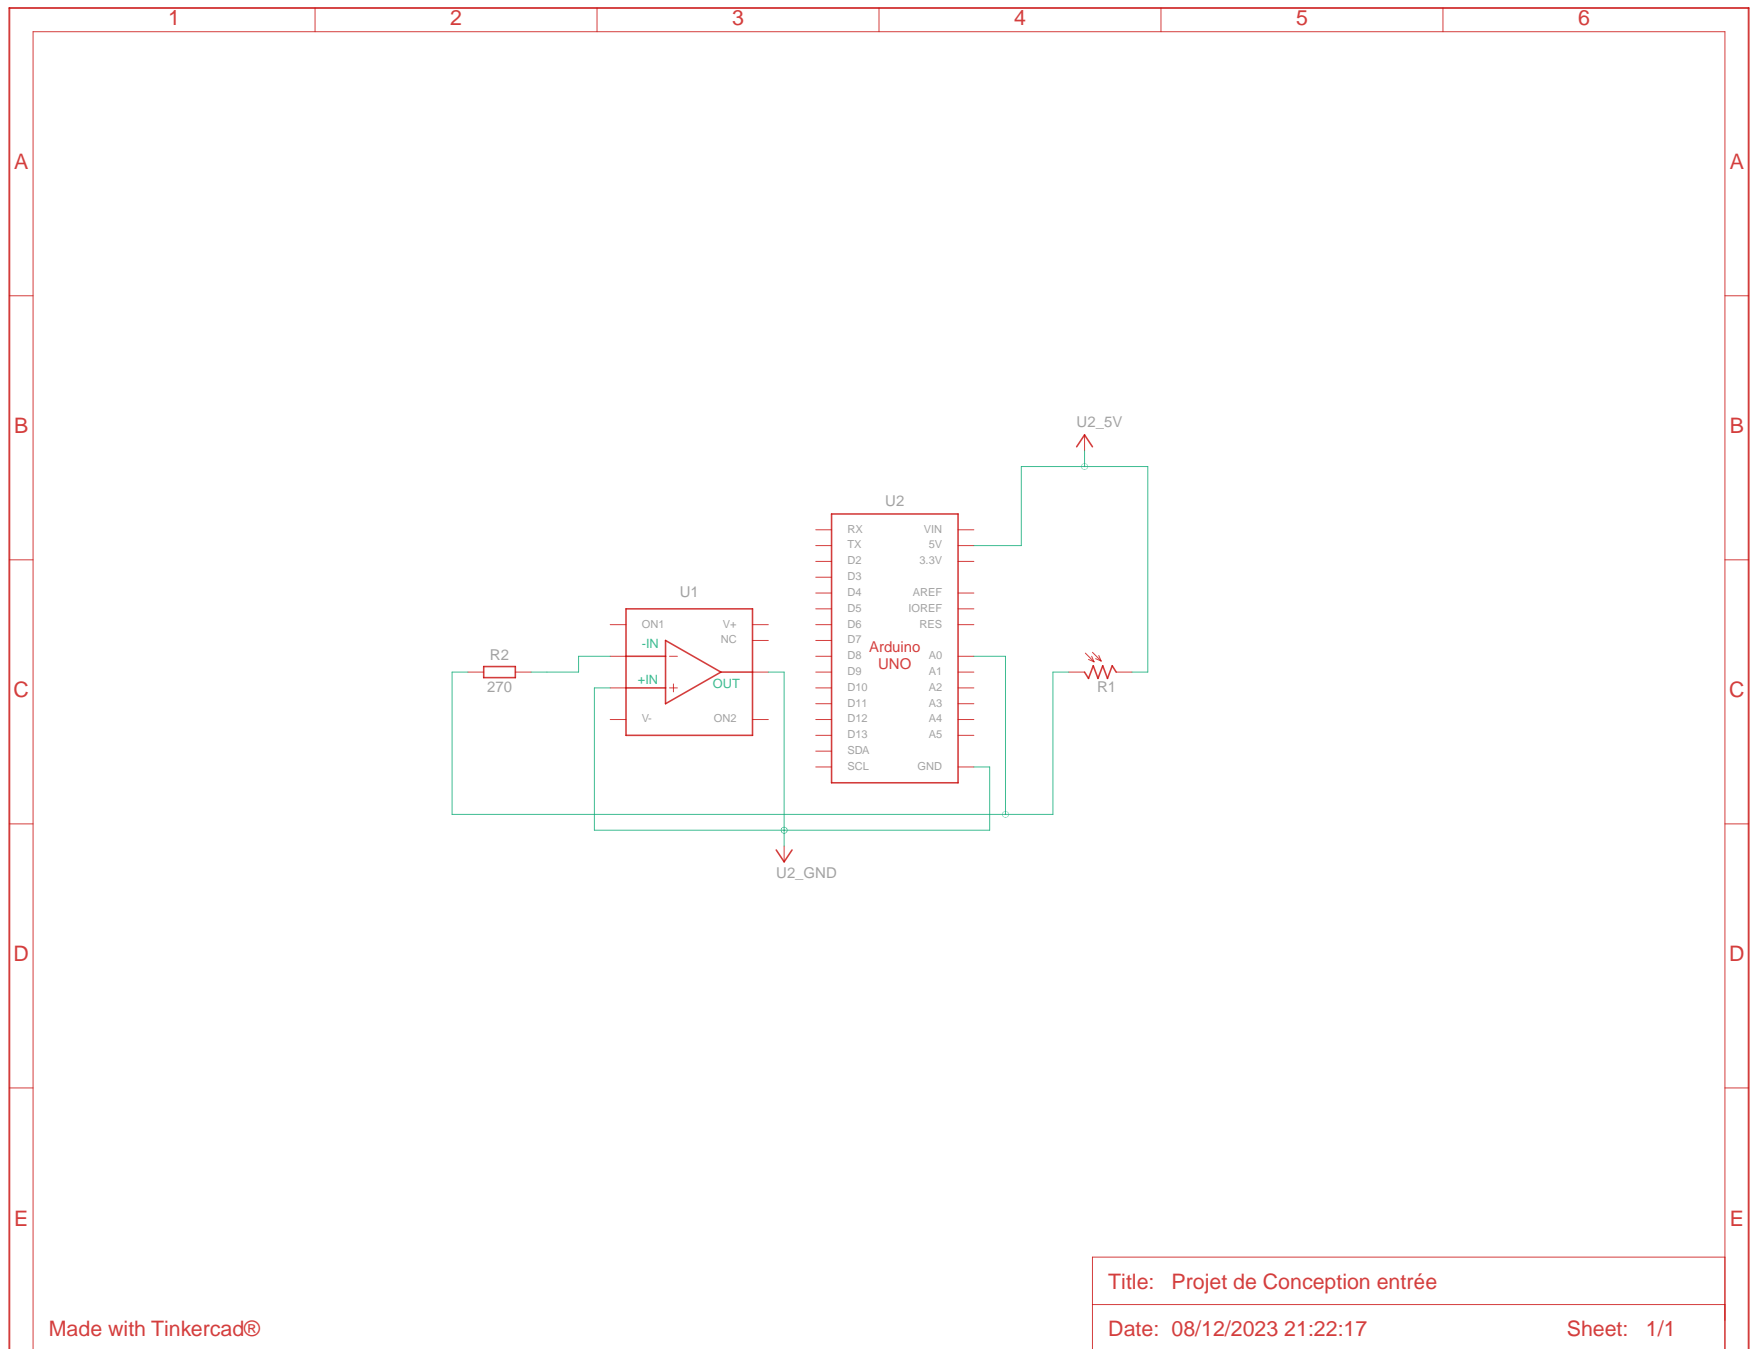 1 2 3 4 5 6
A A
B B
C C
D D
E E
U2_5V
U2
RX VIN
TX 5V
D2 3.3V
D3
D4 AREF
D5 IOREF
D6 RES
D7
D8 A0
D9 A1
D10 A2
D11 A3
D12 A4
D13 A5
SDA
SCL GND
Arduino
UNO
U1
ON1 V+
NC
-IN
+IN
OUT
V- ON2
R2
270
R1
U2_GND
Title: Projet de Conception entrée
Date: 08/12/2023 21:22:17 Sheet: 1/1
Made with Tinkercad®